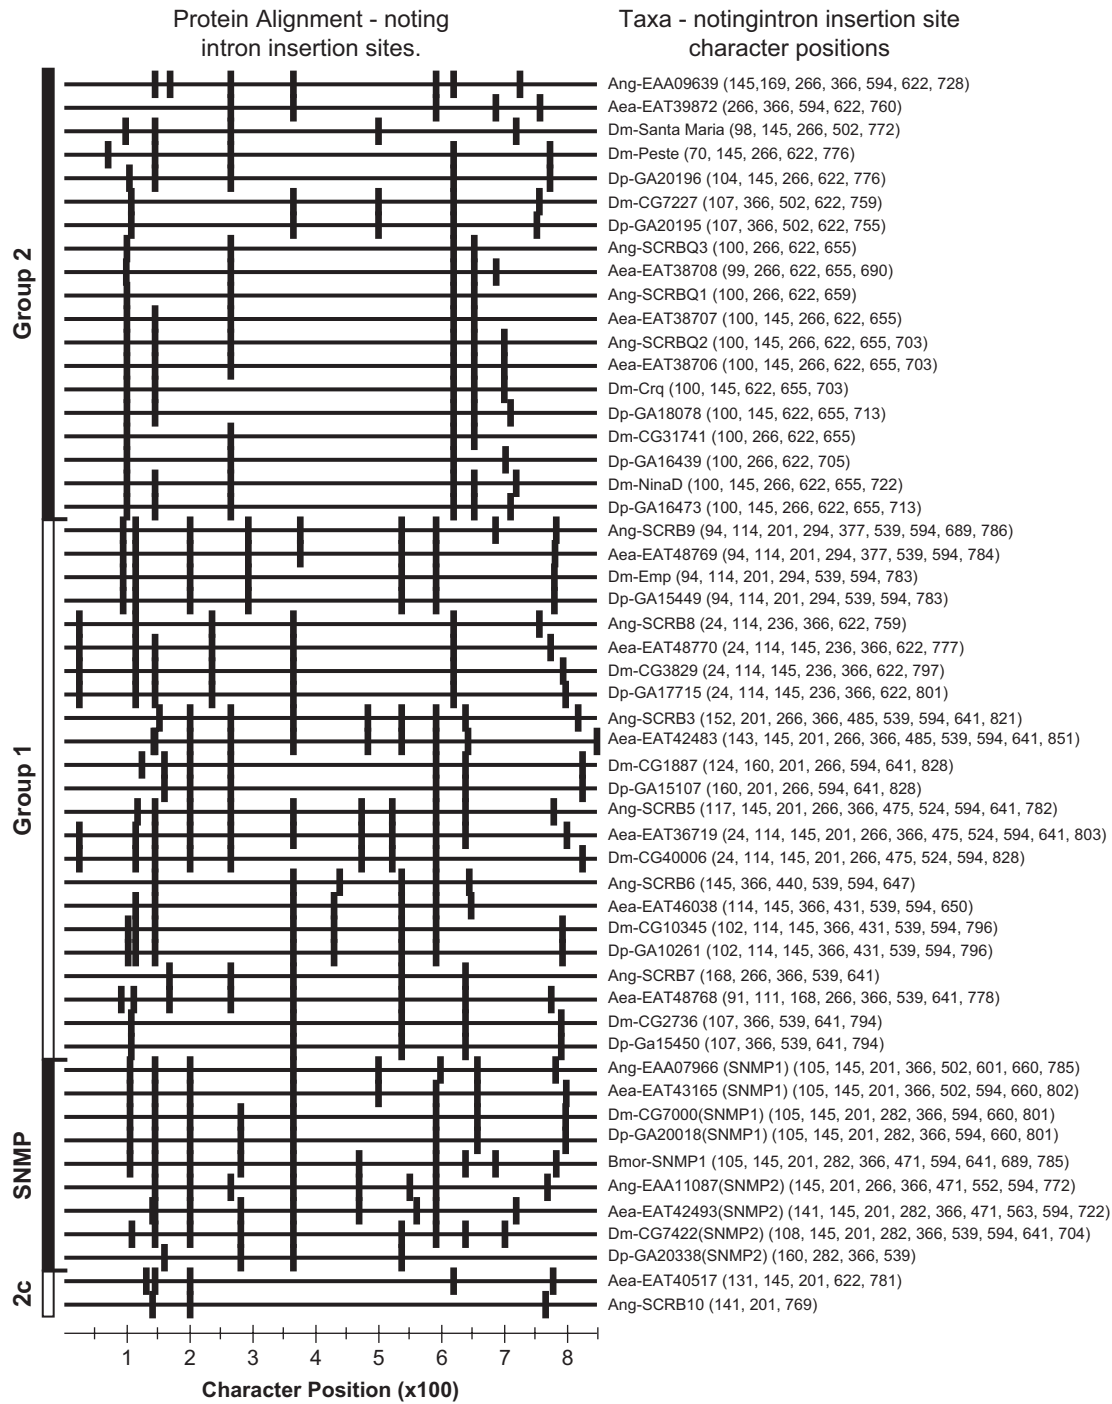 Protein Alignment - noting
intron insertion sites.
Taxa - notingintron insertion site
character positions
Group 2
Ang-EAA09639 (145,169, 266, 366, 594, 622, 728)
Aea-EAT39872 (266, 366, 594, 622, 760)
Dm-Santa Maria (98, 145, 266, 502, 772)
Dm-Peste (70, 145, 266, 622, 776)
Dp-GA20196 (104, 145, 266, 622, 776)
Dm-CG7227 (107, 366, 502, 622, 759)
Dp-GA20195 (107, 366, 502, 622, 755)
Ang-SCRBQ3 (100, 266, 622, 655)
Aea-EAT38708 (99, 266, 622, 655, 690)
Ang-SCRBQ1 (100, 266, 622, 659)
Aea-EAT38707 (100, 145, 266, 622, 655)
Ang-SCRBQ2 (100, 145, 266, 622, 655, 703)
Aea-EAT38706 (100, 145, 266, 622, 655, 703)
Dm-Crq (100, 145, 622, 655, 703)
Dp-GA18078 (100, 145, 622, 655, 713)
Dm-CG31741 (100, 266, 622, 655)
Dp-GA16439 (100, 266, 622, 705)
Dm-NinaD (100, 145, 266, 622, 655, 722)
Dp-GA16473 (100, 145, 266, 622, 655, 713)
Group 1
Ang-SCRB9 (94, 114, 201, 294, 377, 539, 594, 689, 786)
Aea-EAT48769 (94, 114, 201, 294, 377, 539, 594, 784)
Dm-Emp (94, 114, 201, 294, 539, 594, 783)
Dp-GA15449 (94, 114, 201, 294, 539, 594, 783)
Ang-SCRB8 (24, 114, 236, 366, 622, 759)
Aea-EAT48770 (24, 114, 145, 236, 366, 622, 777)
Dm-CG3829 (24, 114, 145, 236, 366, 622, 797)
Dp-GA17715 (24, 114, 145, 236, 366, 622, 801)
Ang-SCRB3 (152, 201, 266, 366, 485, 539, 594, 641, 821)
Aea-EAT42483 (143, 145, 201, 266, 366, 485, 539, 594, 641, 851)
Dm-CG1887 (124, 160, 201, 266, 594, 641, 828)
Dp-GA15107 (160, 201, 266, 594, 641, 828)
Ang-SCRB5 (117, 145, 201, 266, 366, 475, 524, 594, 641, 782)
Aea-EAT36719 (24, 114, 145, 201, 266, 366, 475, 524, 594, 641, 803)
Dm-CG40006 (24, 114, 145, 201, 266, 475, 524, 594, 828)
Ang-SCRB6 (145, 366, 440, 539, 594, 647)
Aea-EAT46038 (114, 145, 366, 431, 539, 594, 650)
Dm-CG10345 (102, 114, 145, 366, 431, 539, 594, 796)
Dp-GA10261 (102, 114, 145, 366, 431, 539, 594, 796)
Ang-SCRB7 (168, 266, 366, 539, 641)
Aea-EAT48768 (91, 111, 168, 266, 366, 539, 641, 778)
Dm-CG2736 (107, 366, 539, 641, 794)
Dp-Ga15450 (107, 366, 539, 641, 794)
SNMP
Ang-EAA07966 (SNMP1) (105, 145, 201, 366, 502, 601, 660, 785)
Aea-EAT43165 (SNMP1) (105, 145, 201, 366, 502, 594, 660, 802)
Dm-CG7000(SNMP1) (105, 145, 201, 282, 366, 594, 660, 801)
Dp-GA20018(SNMP1) (105, 145, 201, 282, 366, 594, 660, 801)
Bmor-SNMP1 (105, 145, 201, 282, 366, 471, 594, 641, 689, 785)
Ang-EAA11087(SNMP2) (145, 201, 266, 366, 471, 552, 594, 772)
Aea-EAT42493(SNMP2) (141, 145, 201, 282, 366, 471, 563, 594, 722)
Dm-CG7422(SNMP2) (108, 145, 201, 282, 366, 539, 594, 641, 704)
Dp-GA20338(SNMP2) (160, 282, 366, 539)
2c
Aea-EAT40517 (131, 145, 201, 622, 781)
Ang-SCRB10 (141, 201, 769)
1 2 3 4 5 6 7 8
Character Position (x100)